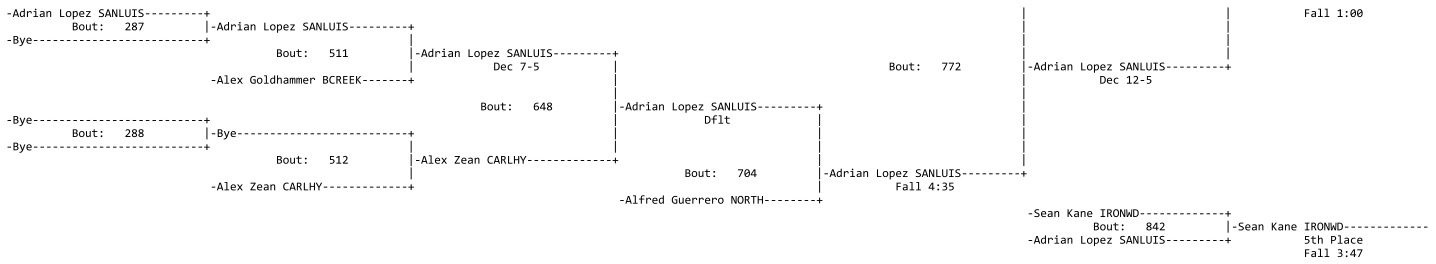 -Adrian Lopez SANLUIS---------+ | | Fall 1:00
Bout: 287 |-Adrian Lopez SANLUIS---------+ | |
-Bye--------------------------+ | | |
Bout: 511 |-Adrian Lopez SANLUIS---------+ | |
| Dec 7-5 | Bout: 772 |-Adrian Lopez SANLUIS---------+
-Alex Goldhammer BCREEK-------+ | | Dec 12-5
| |
Bout: 648 |-Adrian Lopez SANLUIS---------+ |
-Bye--------------------------+ | Dflt | |
Bout: 288 |-Bye--------------------------+ | | |
-Bye--------------------------+ | | | |
Bout: 512 |-Alex Zean CARLHY-------------+ | |
| Bout: 704 |-Adrian Lopez SANLUIS---------+
-Alex Zean CARLHY-------------+ | Fall 4:35
-Alfred Guerrero NORTH--------+
-Sean Kane IRONWD-------------+
Bout: 842 |-Sean Kane IRONWD-------------
-Adrian Lopez SANLUIS---------+ 5th Place
Fall 3:47